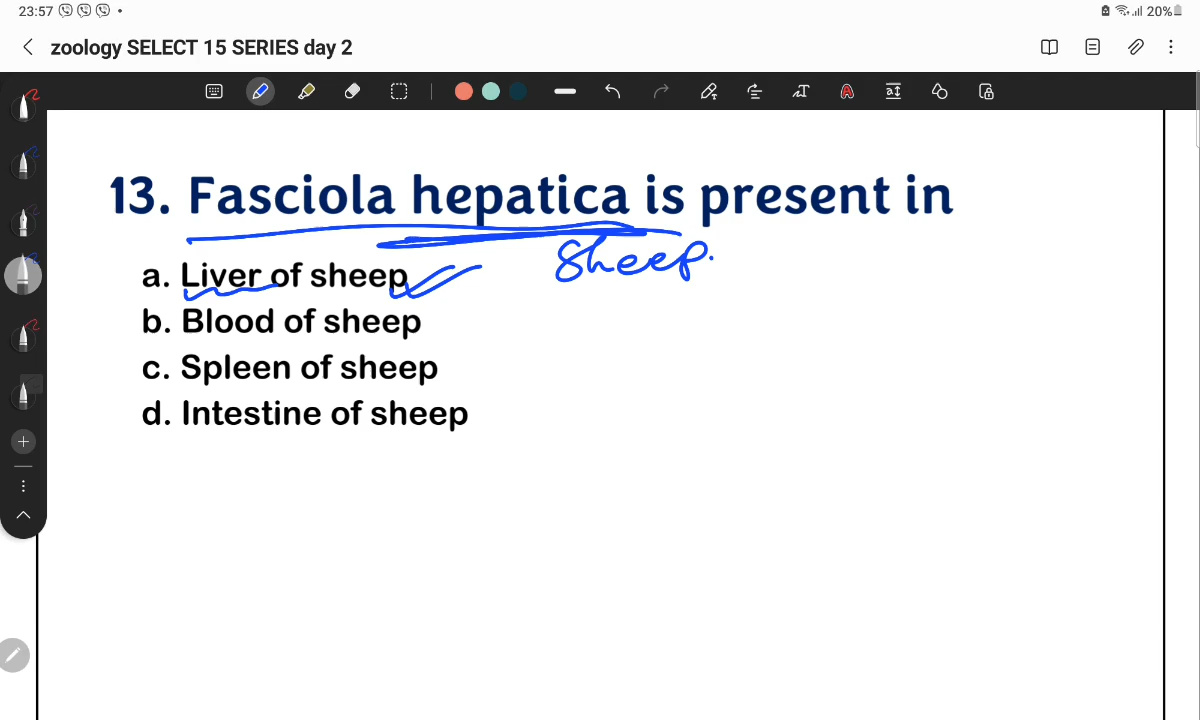 23:57
20%
zoology SELECT 15 SERIES day 2
13. Fasciola hepatica is present in
sheep.
a. Liver of sheep
b. Blood of sheep
c. Spleen of sheep
d. Intestine of sheep